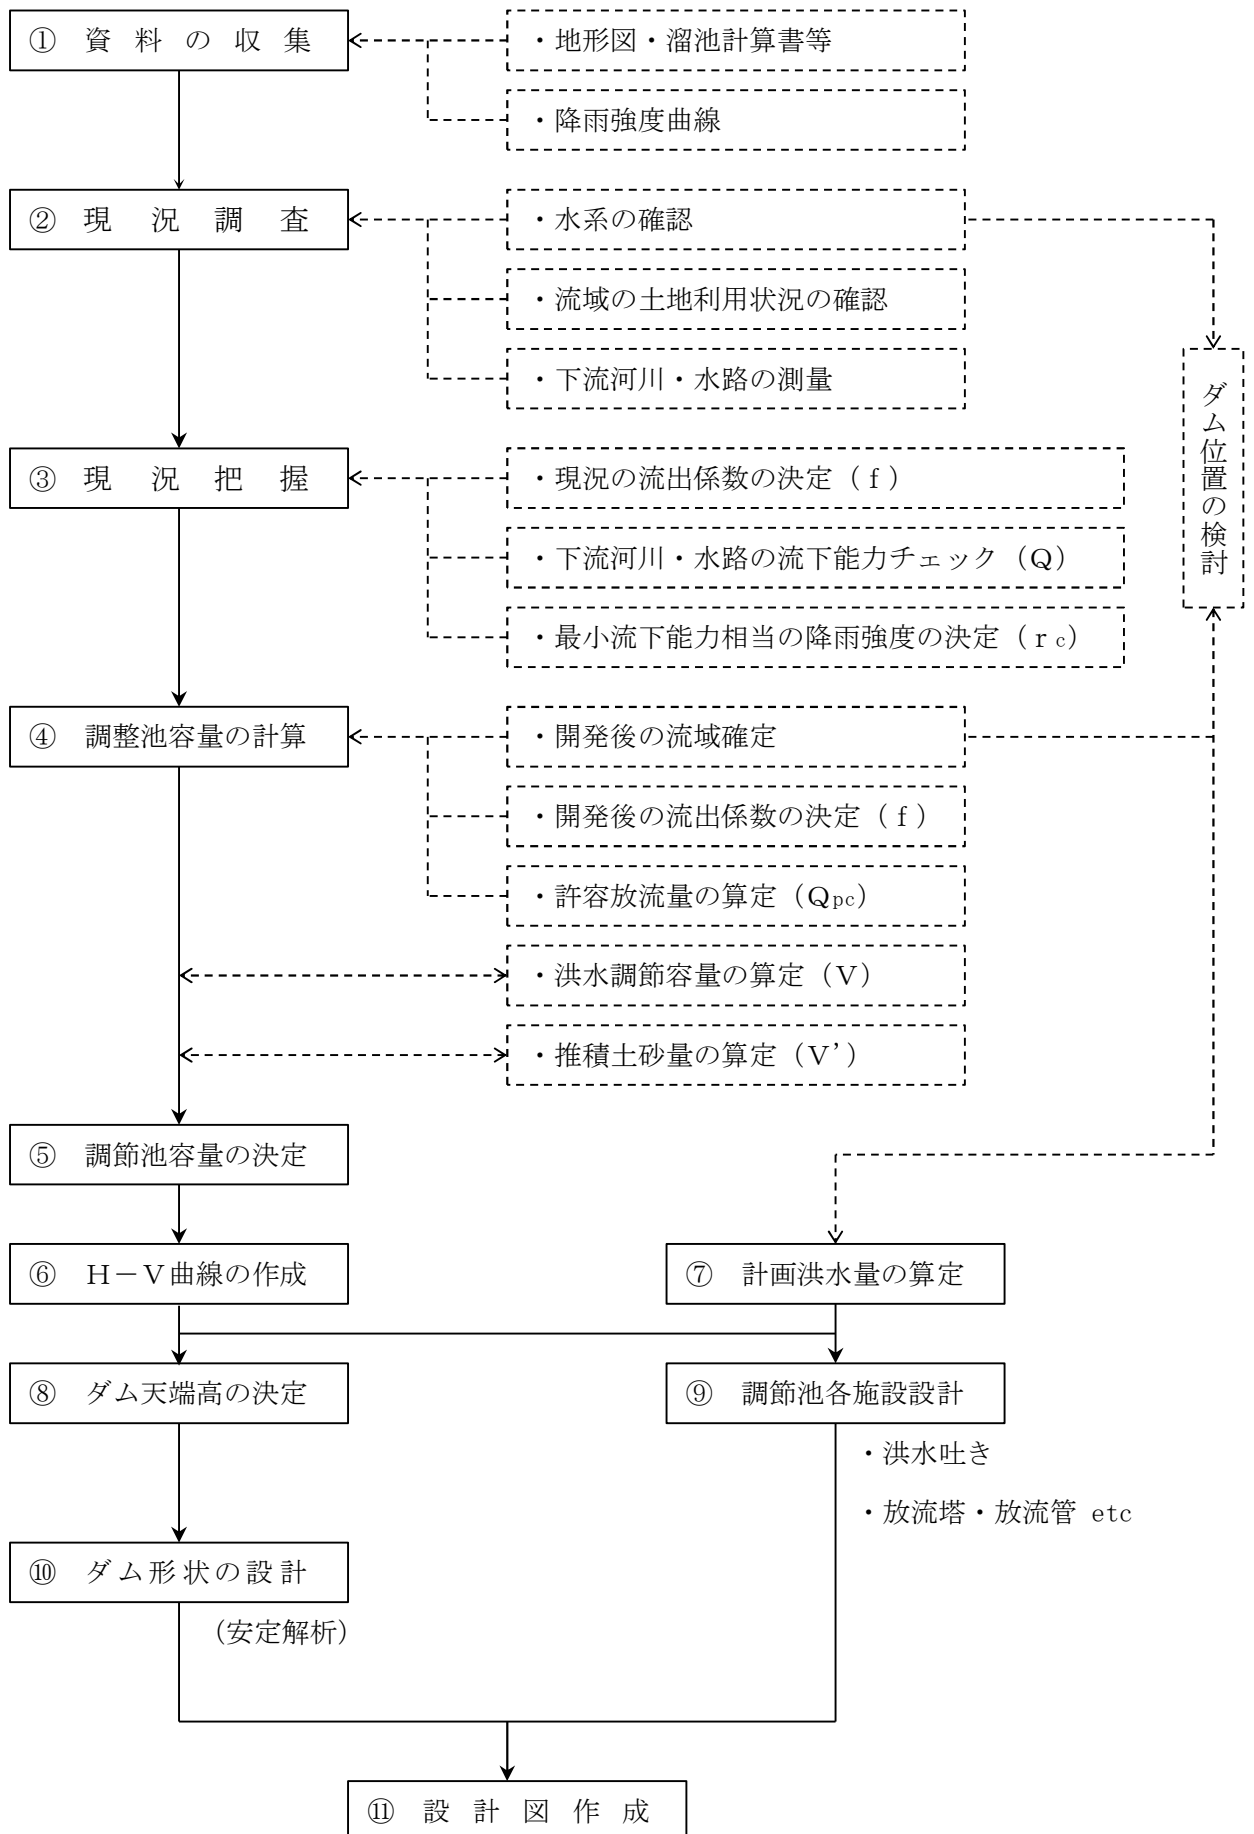 ① 資料の収集
・地形図・溜池計算書等
・降雨強度曲線
② 現況調査
・水系の確認
・流域の土地利用状況の確認
・下流河川・水路の測量
ダム位置の検討
③ 現況把握
・現況の流出係数の決定（f）
・下流河川・水路の流下能力チェック（Q）
・最小流下能力相当の降雨強度の決定（rc）
④ 調整池容量の計算
・開発後の流域確定
・開発後の流出係数の決定（f）
・許容放流量の算定（Qpc）
・洪水調節容量の算定（V）
・推積土砂量の算定（V’）
⑤ 調節池容量の決定
⑥ H－V曲線の作成
⑦ 計画洪水量の算定
⑧ ダム天端高の決定
⑨ 調節池各施設設計
・洪水吐き
・放流塔・放流管 etc
⑩ ダム形状の設計
（安定解析）
⑪ 設計図作成